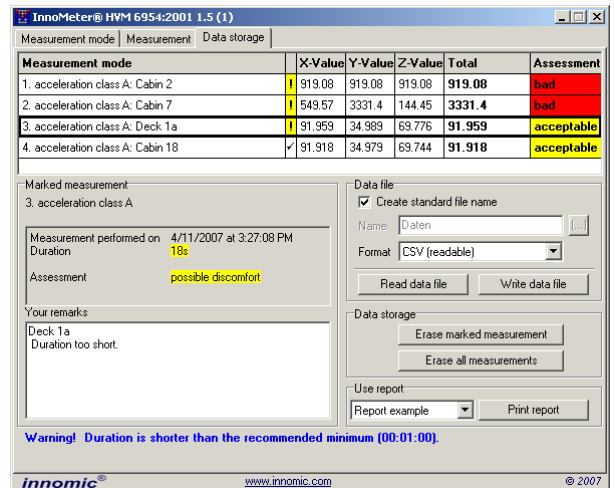 InnoMeter® HVM 6954:2001 1.5 (1)
Measurement mode Measurement Data storage
Measurement mode X-Value Y-Value Z-Value Total Assessment
1. acceleration class A: Cabin 2 ! 919.08 919.08 919.08 919.08 bad
2. acceleration class A: Cabin 7 ! 549.57 3331.4 144.45 3331.4 bad
3. acceleration class A: Deck 1a ! 91.959 34.989 69.776 91.959 acceptable
4. acceleration class A: Cabin 18 ✓ 91.918 34.979 69.744 91.918 acceptable
Marked measurement
3. acceleration class A
Measurement performed on 4/11/2007 at 3:27:08 PM
Duration 18s
Assessment possible discomfort
Your remarks
Deck 1a
Duration too short.
Data file
Create standard file name
Name Daten (...)
Format CSV (readable)
Read data file Write data file
Data storage
Erase marked measurement
Erase all measurements
Use report
Report example Print report
Warning! Duration is shorter than the recommended minimum (00:01:00).
innomic® www.innomic.com © 2007